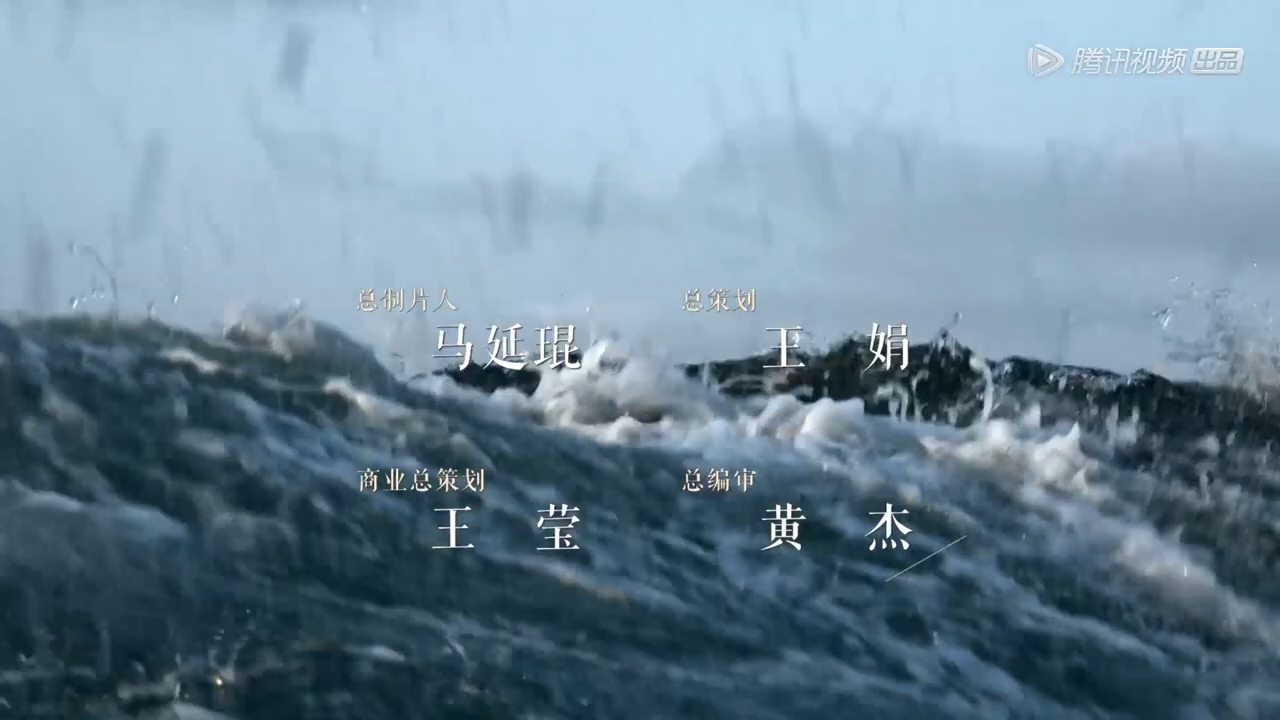 腾讯视频 出品
总制片人 总策划
马延琨 王 娟
商业总策划 总编审
王 莹 黄 杰